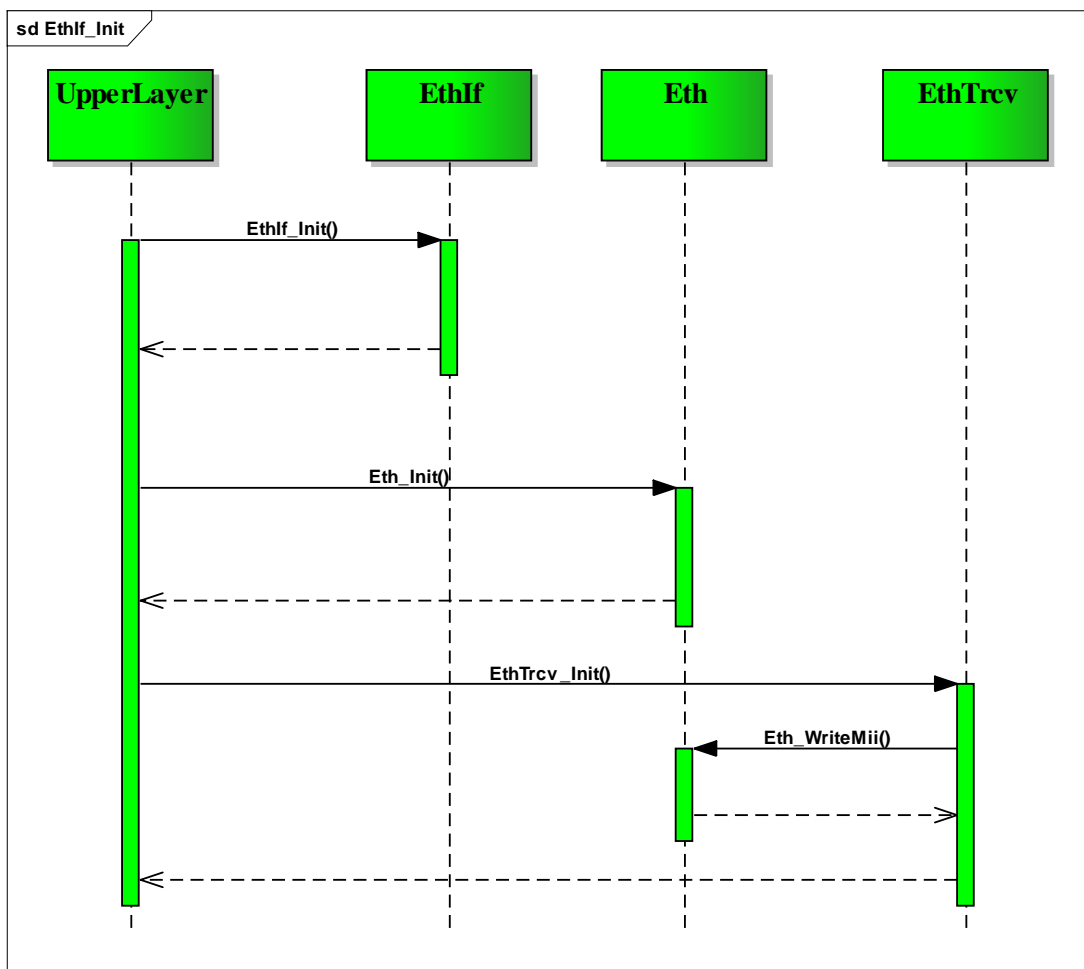 sd EthIf_Init
UpperLayer
EthIf
Eth
EthTrcv
EthIf_Init()
Eth_Init()
EthTrcv_Init()
Eth_WriteMii()